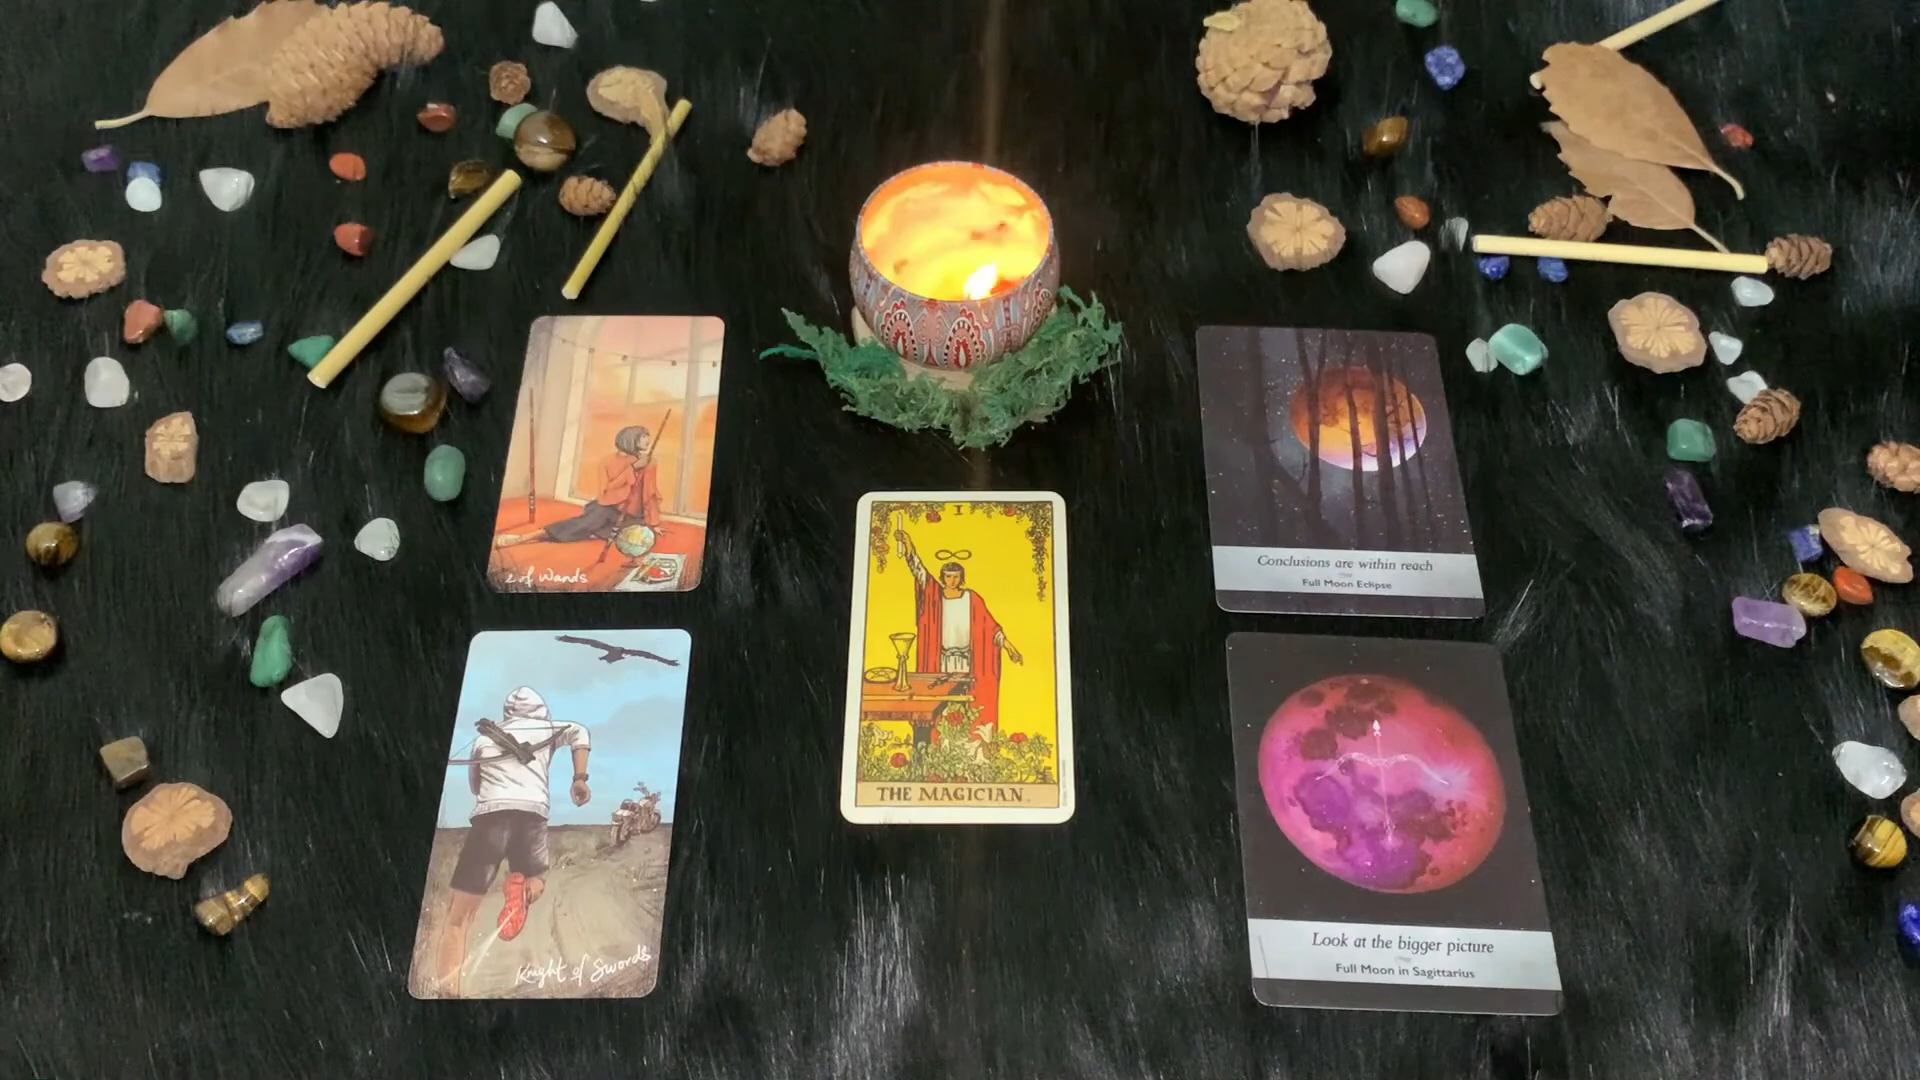 2 of Wands
Knight of Swords
I
THE MAGICIAN.
Conclusions are within reach
Full Moon Eclipse
Look at the bigger picture
Full Moon in Sagittarius